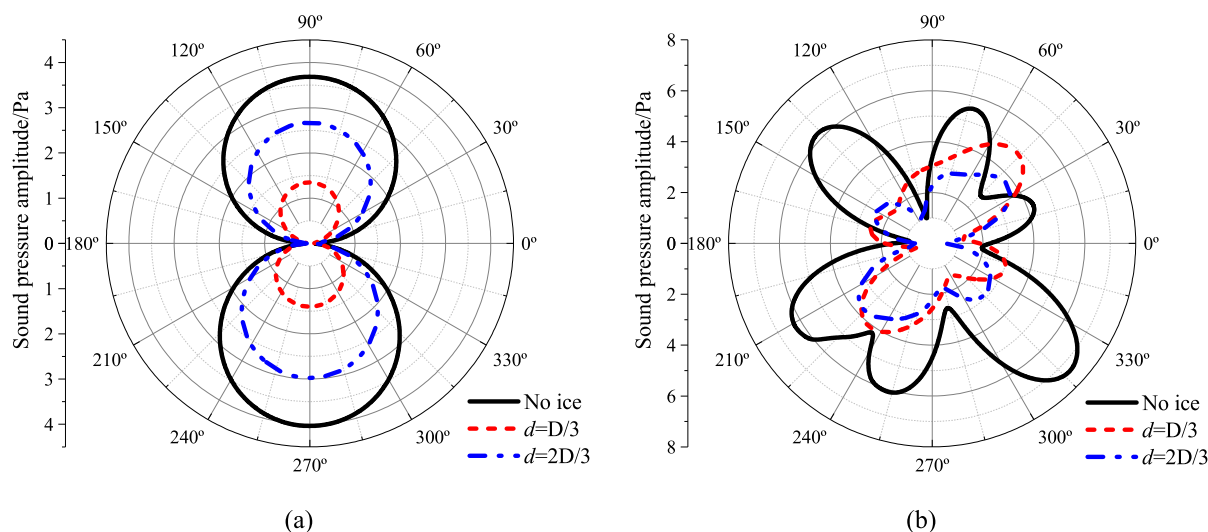 90º
120º
60º
150º
30º
180º
0º
210º
330º
240º
300º
270º
4
3
2
1
0
1
2
3
4
Sound pressure amplitude/Pa
No ice
d=D/3
d=2D/3
(a)
90º
120º
60º
150º
30º
180º
0º
210º
330º
240º
300º
270º
8
6
4
2
0
2
4
6
8
Sound pressure amplitude/Pa
No ice
d=D/3
d=2D/3
(b)